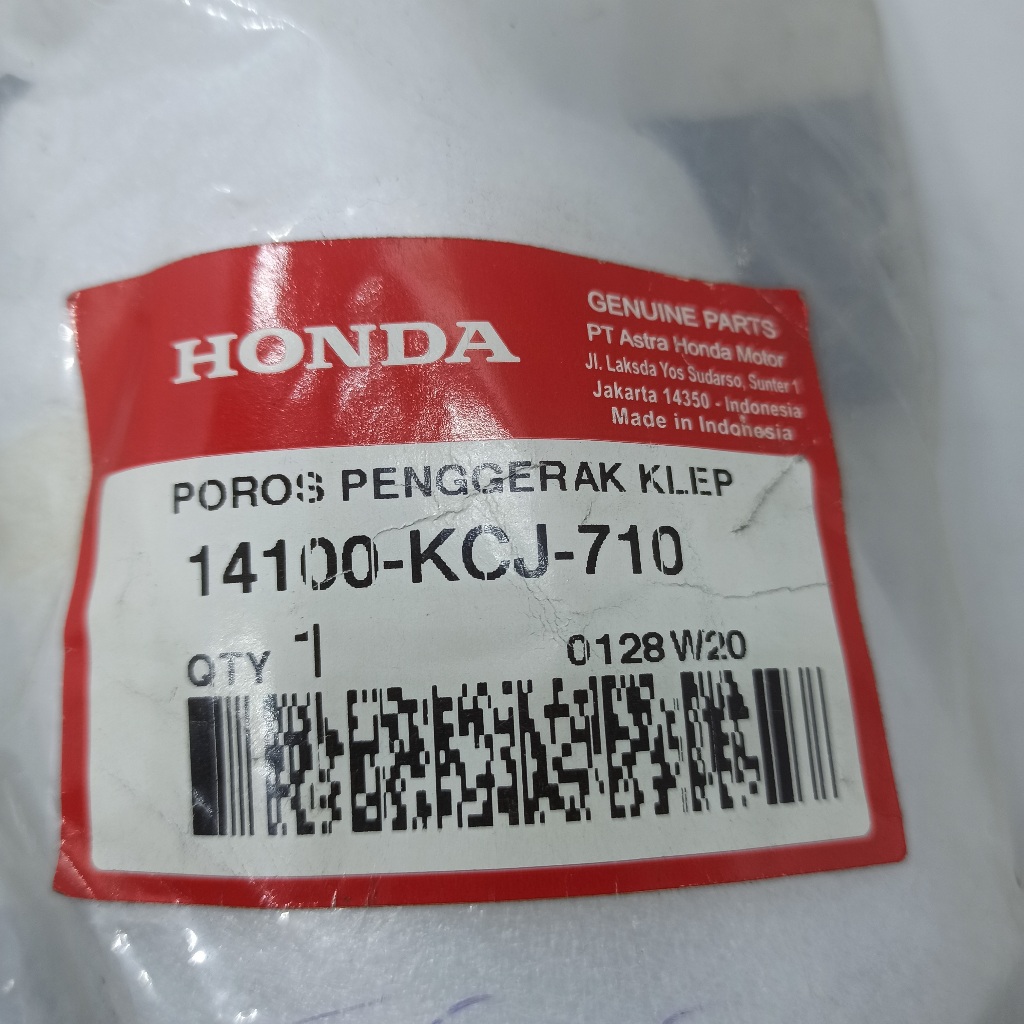 HONDA
GENUINE PARTS
PT Astra Honda Motor
Jl. Laksda Yos Sudarso, Sunter 1
Jakarta 14350 - Indonesia
Made in Indonesia
POROS PENGGERAK KLEP
14100-KCJ-710
QTY 1 0128 W20